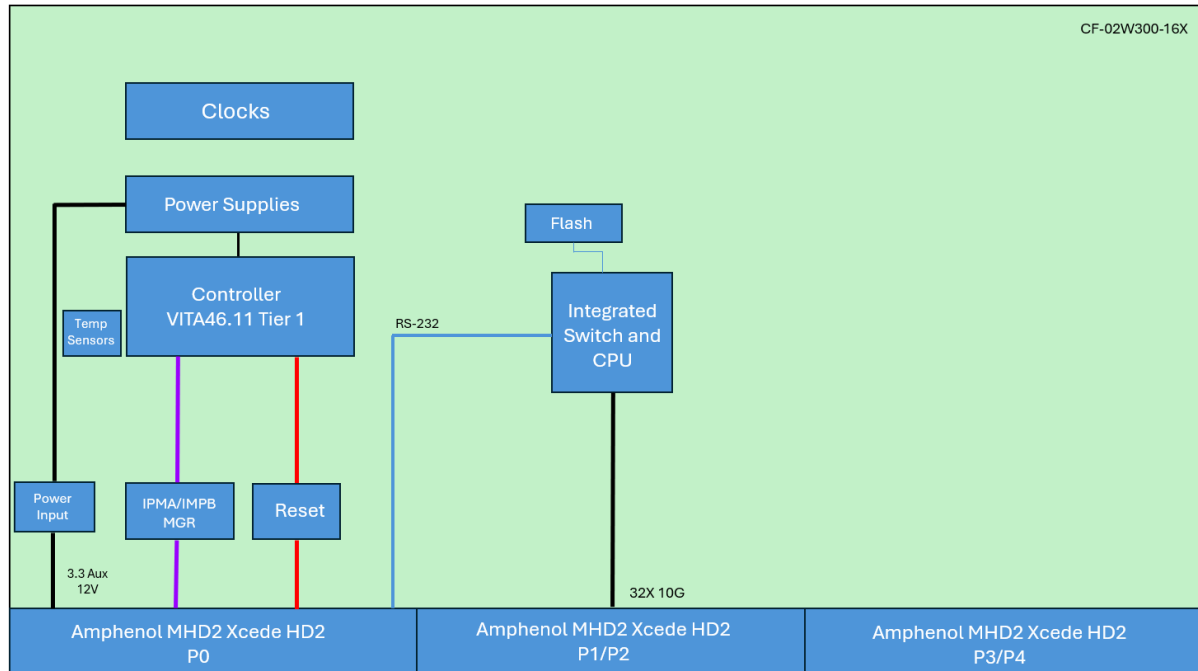 CF-02W300-16X
Clocks
Power Supplies
Flash
Controller
VITA46.11 Tier 1
Integrated
Switch and
CPU
Temp
Sensors
RS-232
Power
Input
IPMA/IMPB
MGR
Reset
3.3 Aux
12V
32X 10G
Amphenol MHD2 Xcede HD2
P0
Amphenol MHD2 Xcede HD2
P1/P2
Amphenol MHD2 Xcede HD2
P3/P4